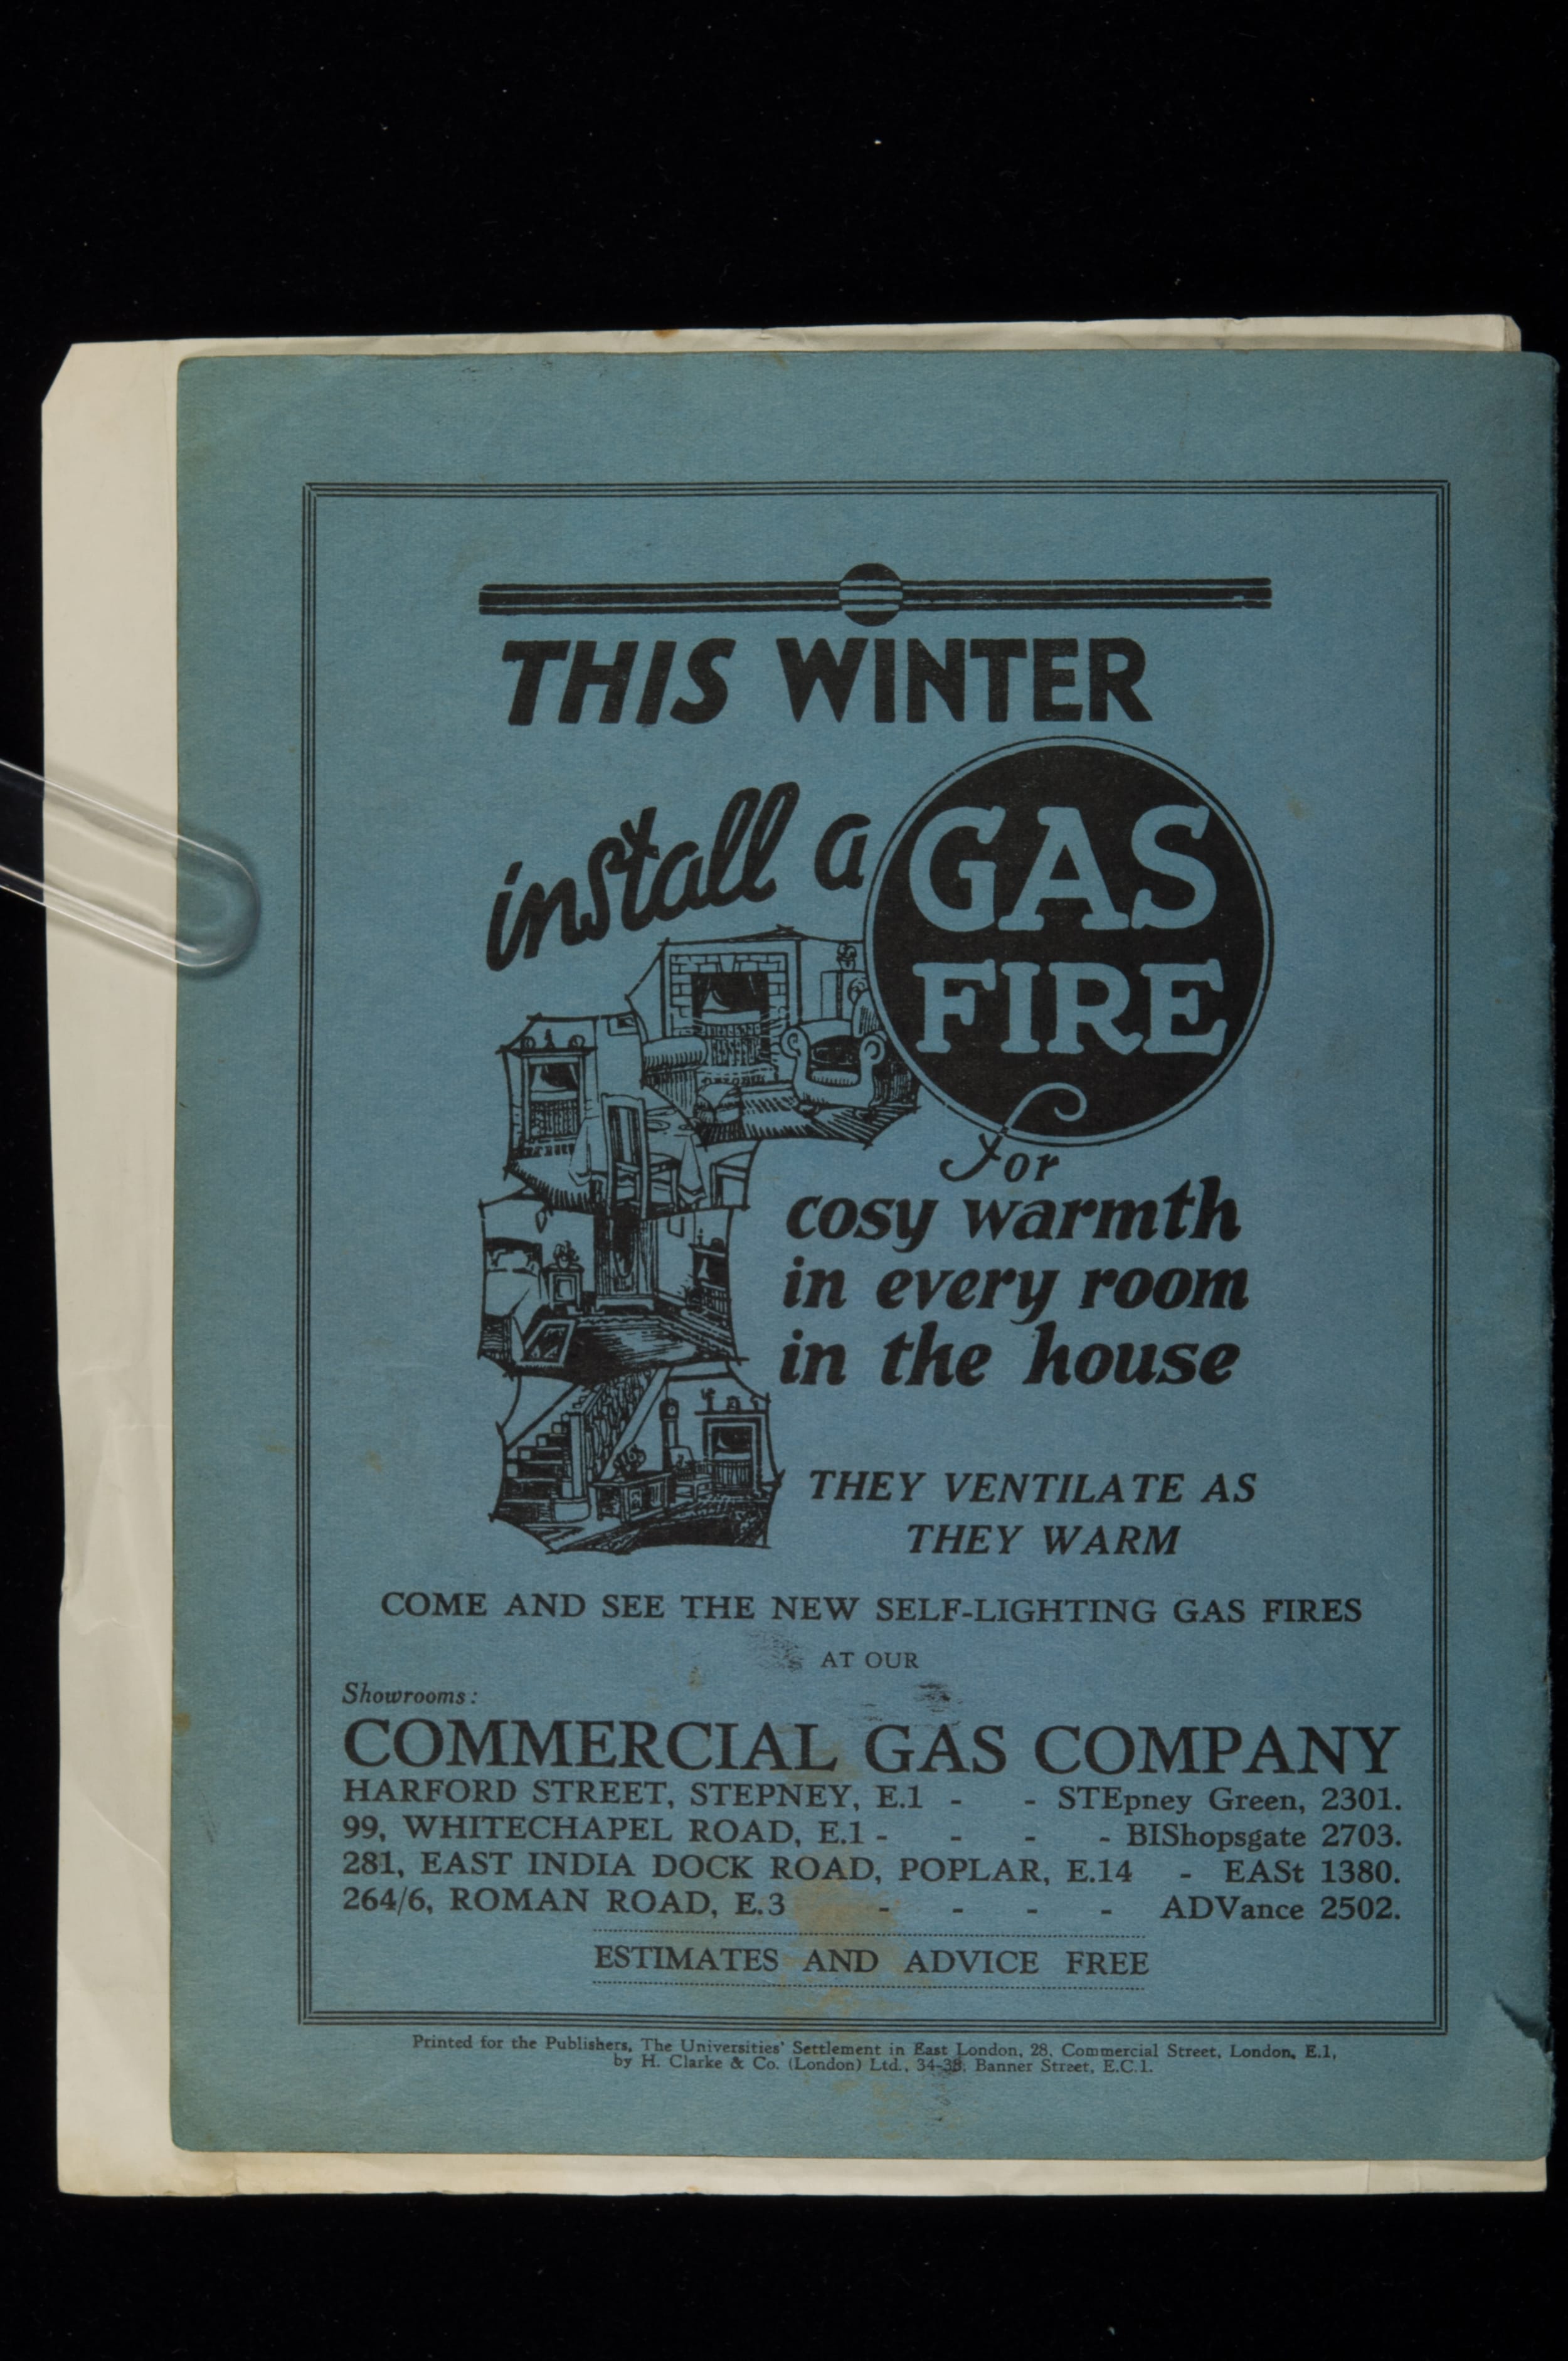 THIS WINTER
install a
GAS
FIRE
for
cosy warmth
in every room
in the house
THEY VENTILATE AS
THEY WARM
COME AND SEE THE NEW SELF-LIGHTING GAS FIRES
AT OUR
Showrooms:
COMMERCIAL GAS COMPANY
HARFORD STREET, STEPNEY, E.1 - - STEpney Green, 2301.
99, WHITECHAPEL ROAD, E.1 - - - - BIShopsgate 2703.
281, EAST INDIA DOCK ROAD, POPLAR, E.14 - EASt 1380.
264/6, ROMAN ROAD, E.3 - - - - ADVance 2502.
ESTIMATES AND ADVICE FREE
Printed for the Publishers, The Universities' Settlement in East London, 28, Commercial Street, London, E.1,
by H. Clarke & Co. (London) Ltd., 34-38, Banner Street, E.C.1.